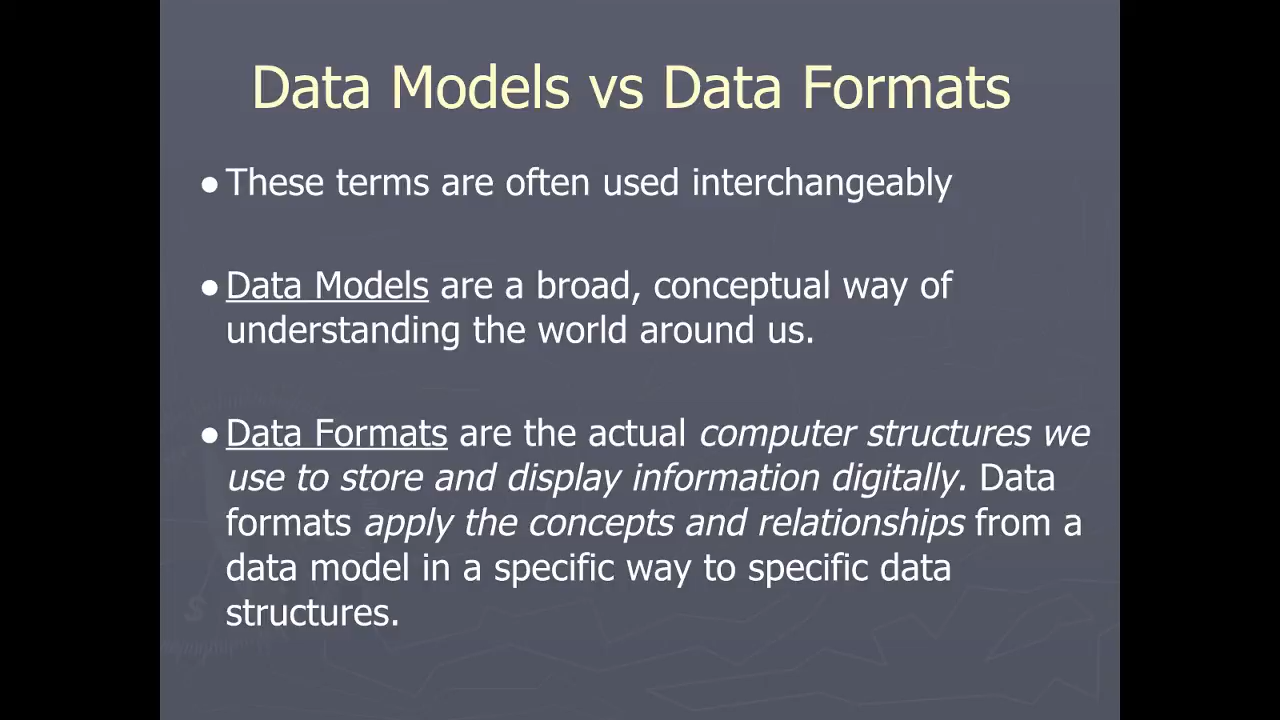 Data Models vs Data Formats
● These terms are often used interchangeably
● Data Models are a broad, conceptual way of
understanding the world around us.
● Data Formats are the actual computer structures we
use to store and display information digitally. Data
formats apply the concepts and relationships from a
data model in a specific way to specific data
structures.